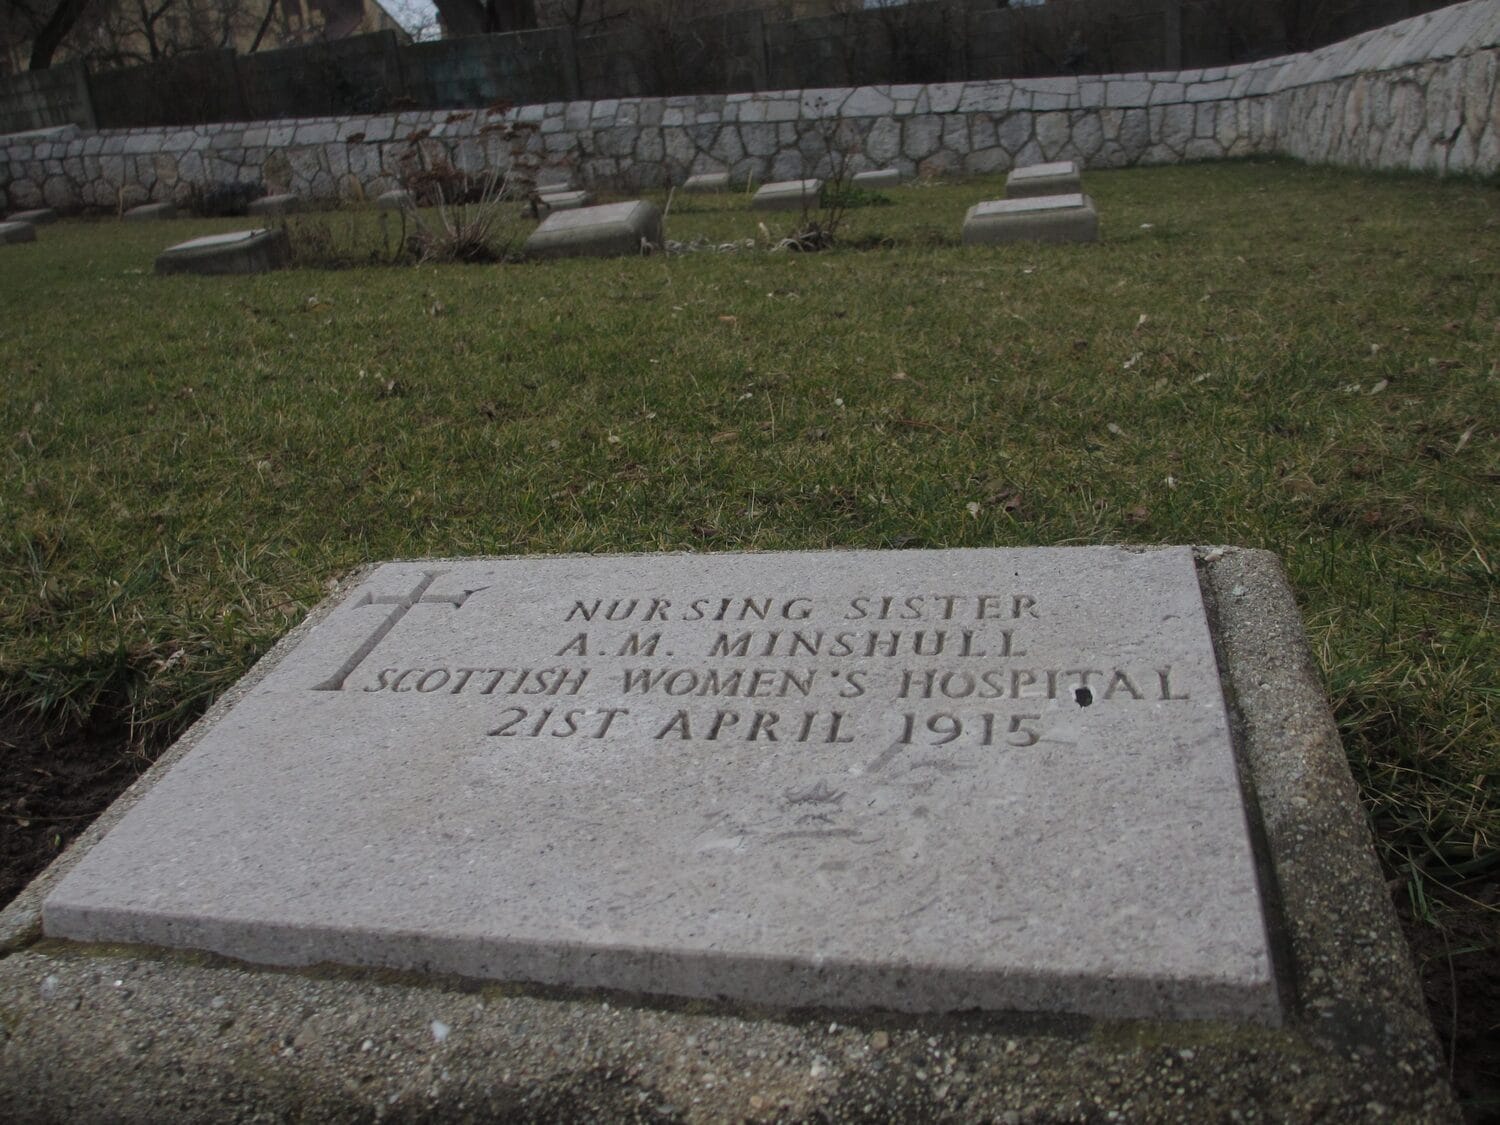 NURSING SISTER
A.M. MINSHULL
SCOTTISH WOMEN'S HOSPITAL
21ST APRIL 1915